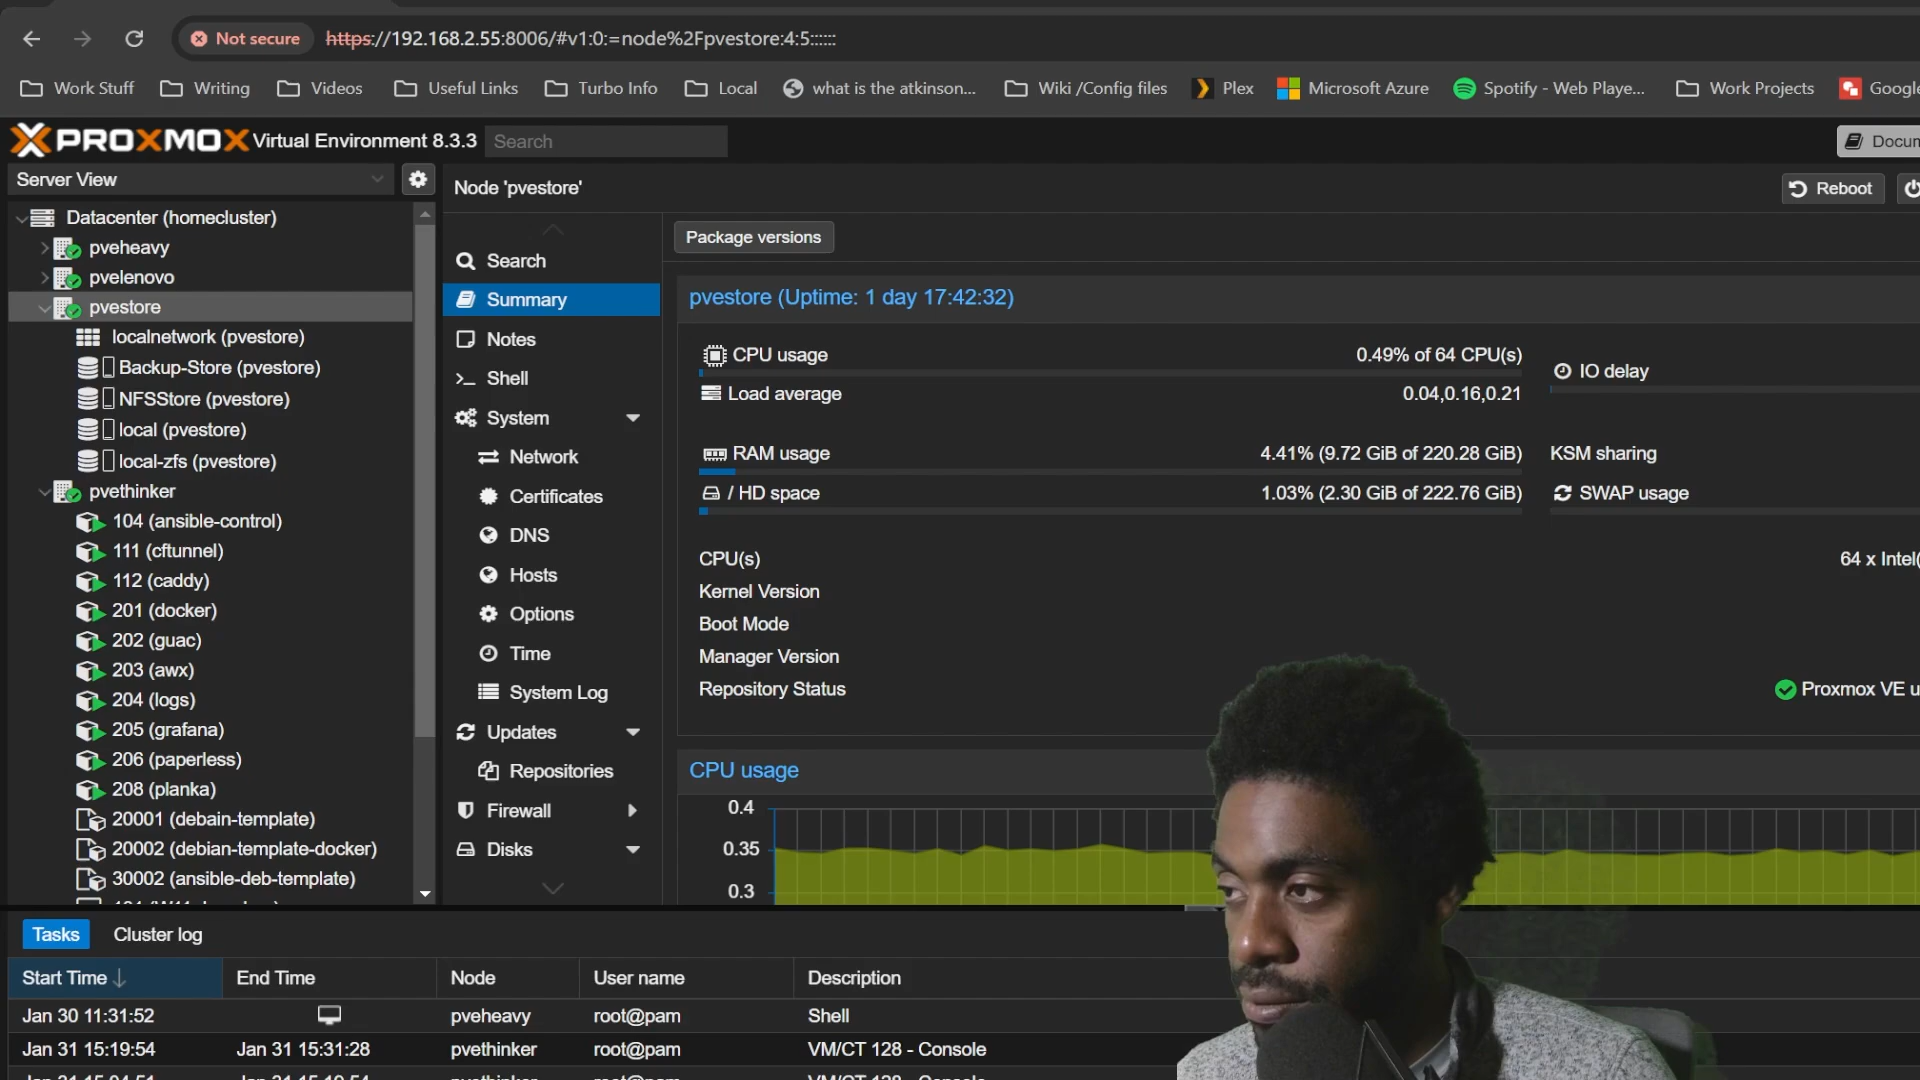 Not secure https://192.168.2.55:8006/#v1:0:=node%2Fpvestore:4:5::::::
Work Stuff Writing Videos Useful Links Turbo Info Local what is the atkinson... Wiki /Config files Plex Microsoft Azure Spotify - Web Playe... Work Projects Google
PROXMOX Virtual Environment 8.3.3 Search
Server View
Datacenter (homecluster)
pveheavy
pvelenovo
pvestore
localnetwork (pvestore)
Backup-Store (pvestore)
NFSStore (pvestore)
local (pvestore)
local-zfs (pvestore)
pvethinker
104 (ansible-control)
111 (cftunnel)
112 (caddy)
201 (docker)
202 (guac)
203 (awx)
204 (logs)
205 (grafana)
206 (paperless)
208 (planka)
20001 (debain-template)
20002 (debian-template-docker)
30002 (ansible-deb-template)
Node 'pvestore'
Reboot
Search
Summary
Notes
Shell
System
Network
Certificates
DNS
Hosts
Options
Time
System Log
Updates
Repositories
Firewall
Disks
Package versions
pvestore (Uptime: 1 day 17:42:32)
CPU usage 0.49% of 64 CPU(s)
IO delay
Load average 0.04,0.16,0.21
RAM usage 4.41% (9.72 GiB of 220.28 GiB)
KSM sharing
/ HD space 1.03% (2.30 GiB of 222.76 GiB)
SWAP usage
CPU(s) 64 x Intel(
Kernel Version
Boot Mode
Manager Version
Repository Status Proxmox VE u
CPU usage
0.4
0.35
0.3
Tasks Cluster log
Start Time End Time Node User name Description
Jan 30 11:31:52 pveheavy root@pam Shell
Jan 31 15:19:54 Jan 31 15:31:28 pvethinker root@pam VM/CT 128 - Console